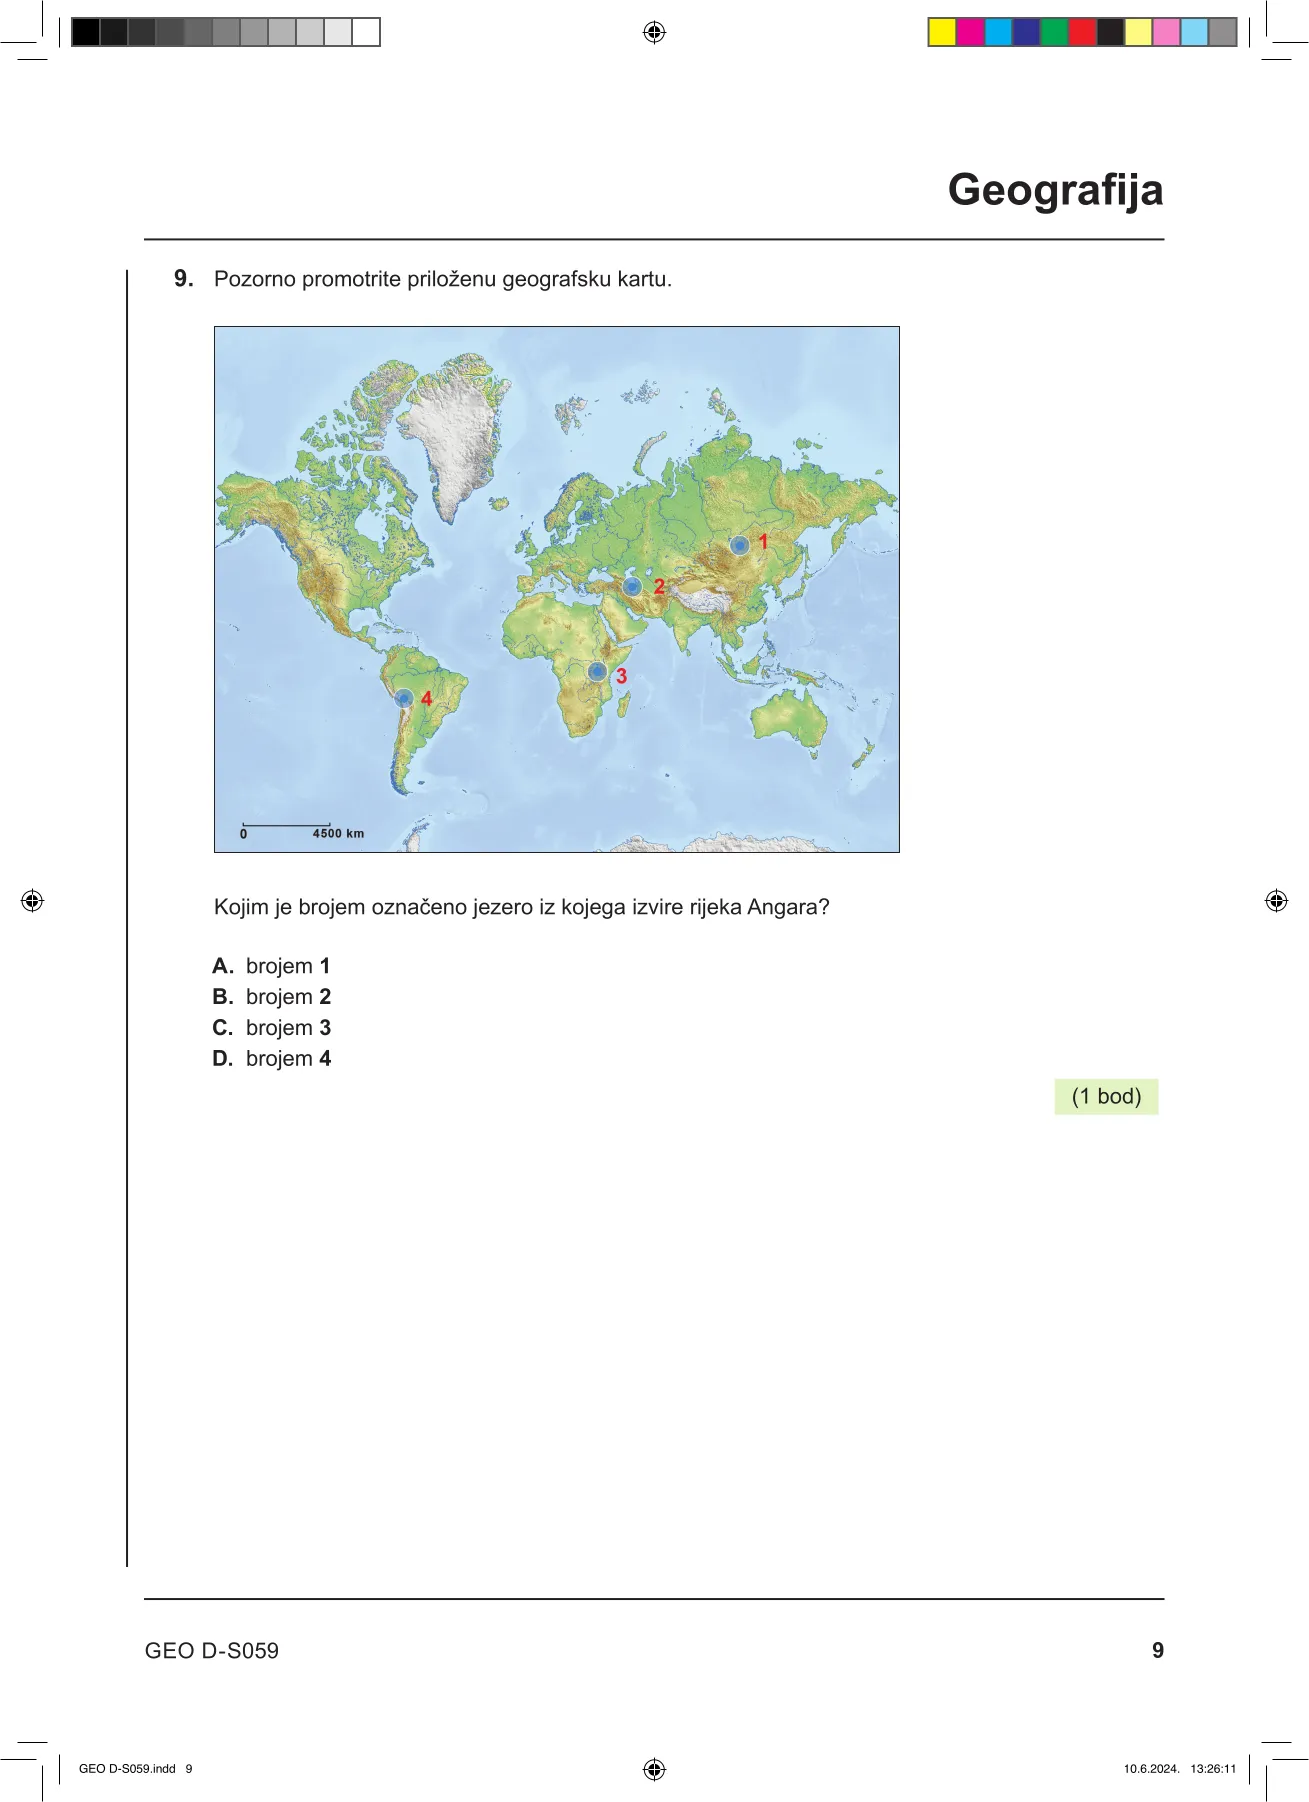 Geografija
9. Pozorno promotrite priloženu geografsku kartu.
1
2
3
4
0 4500 km
Kojim je brojem označeno jezero iz kojega izvire rijeka Angara?
A. brojem 1
B. brojem 2
C. brojem 3
D. brojem 4
(1 bod)
GEO D-S059
9
GEO D-S059.indd 9
10.6.2024. 13:26:11